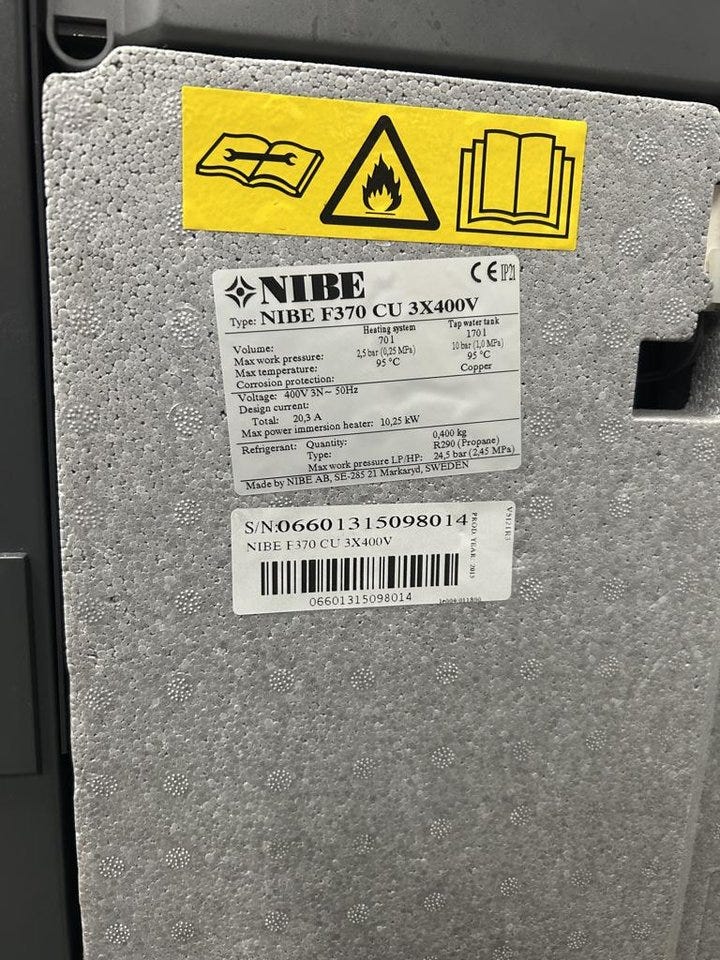 NIBE
CE IP21
Type: NIBE F370 CU 3X400V
Heating system Tap water tank
Volume: 70 l 170 l
Max work pressure: 2,5 bar (0,25 MPa) 10 bar (1,0 MPa)
Max temperature: 95 °C 95 °C
Corrosion protection: Copper
Voltage: 400V 3N~ 50Hz
Design current:
Total: 20,3 A
Max power immersion heater: 10,25 kW
Refrigerant: Quantity: 0,400 kg
Type: R290 (Propane)
Max work pressure LP/HP: 24,5 bar (2,45 MPa)
Made by NIBE AB, SE-285 21 Markaryd, SWEDEN
S/N:06601315098014
NIBE F370 CU 3X400V
06601315098014
PROD. YEAR: 2015
V5121R3